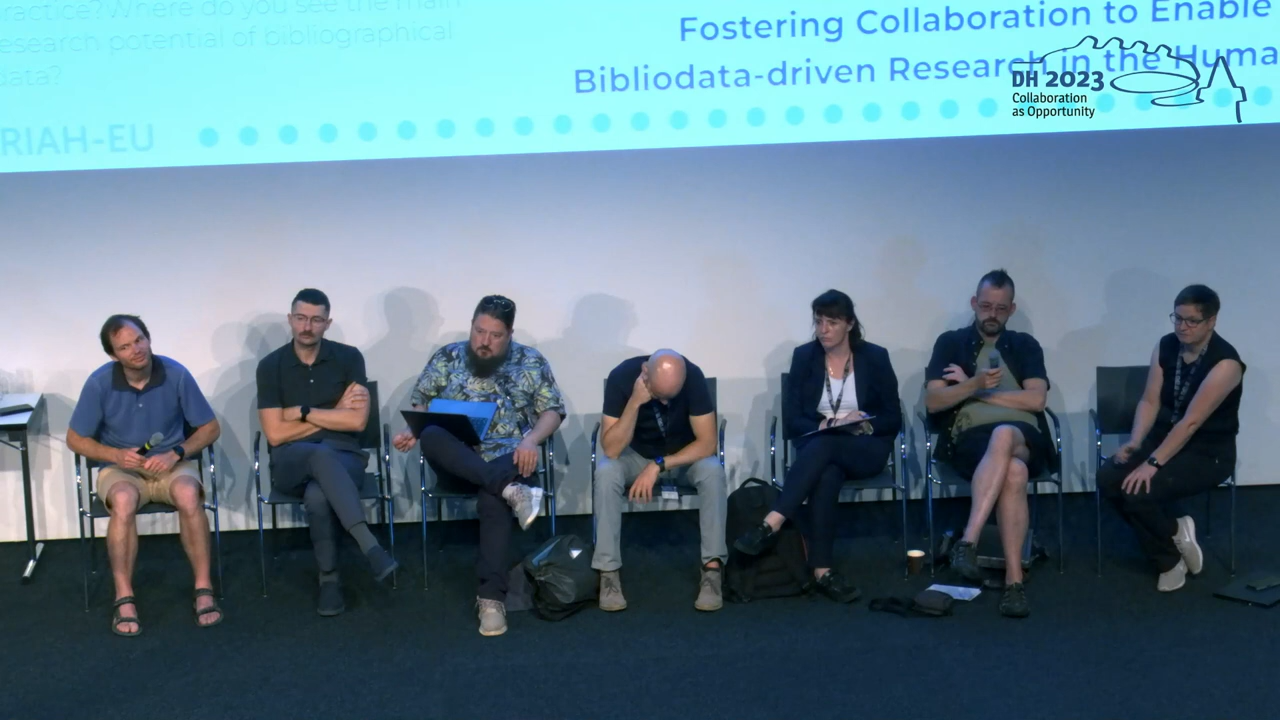 practice? Where do you see the main
research potential of bibliographical
data?
RIAH-EU
Fostering Collaboration to Enable
Bibliodata-driven Research in the Huma
DH 2023
Collaboration
as Opportunity